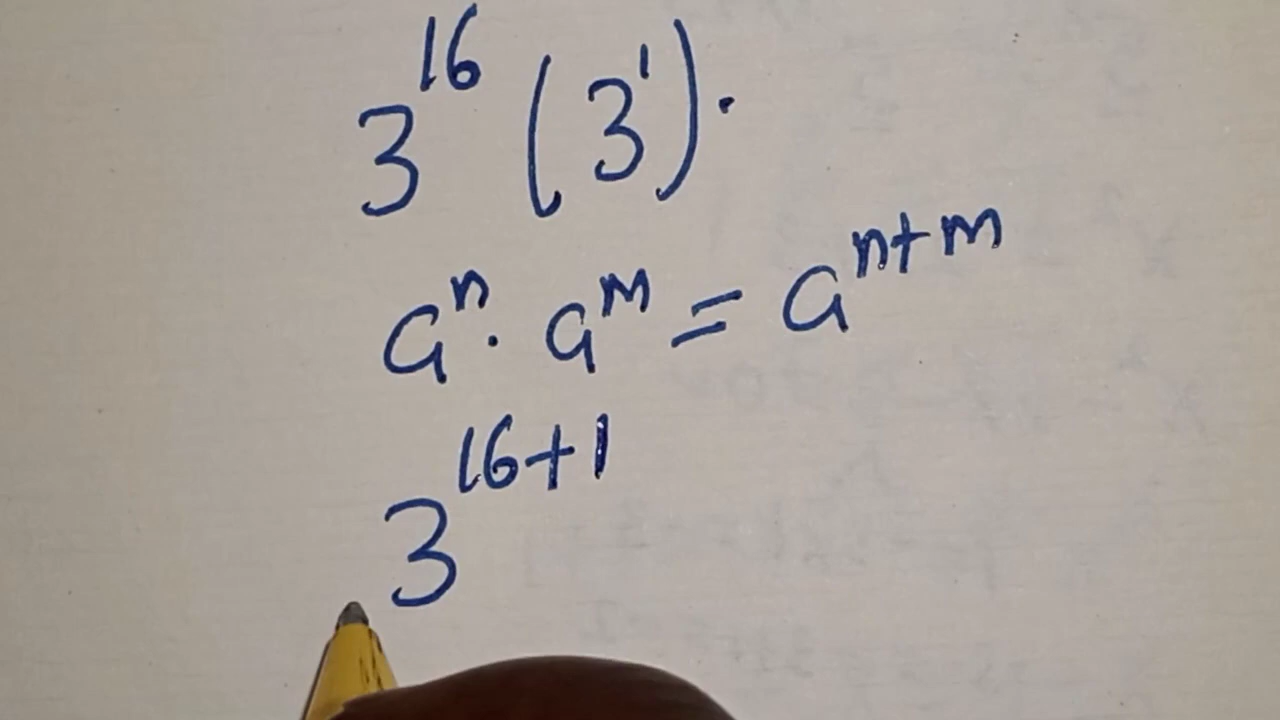 3^16 (3^1).
a^n · a^m = a^{n+m}
3^{16+1}